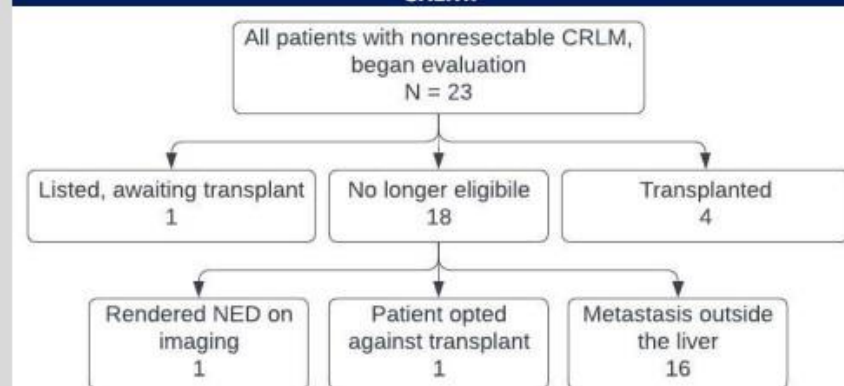 All patients with nonresectable CRLM,
began evaluation
N = 23
Listed, awaiting transplant
1
No longer eligibile
18
Transplanted
4
Rendered NED on
imaging
1
Patient opted
against transplant
1
Metastasis outside
the liver
16